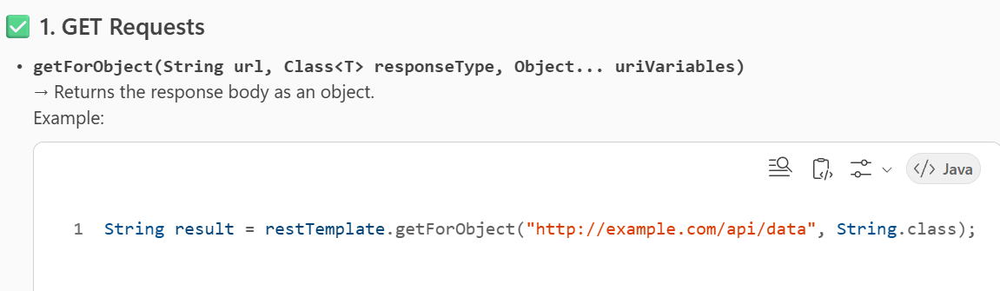 ✅ 1. GET Requests
• getForObject(String url, Class<T> responseType, Object... uriVariables)
→ Returns the response body as an object.
Example:
</> Java
1 String result = restTemplate.getForObject("http://example.com/api/data", String.class);